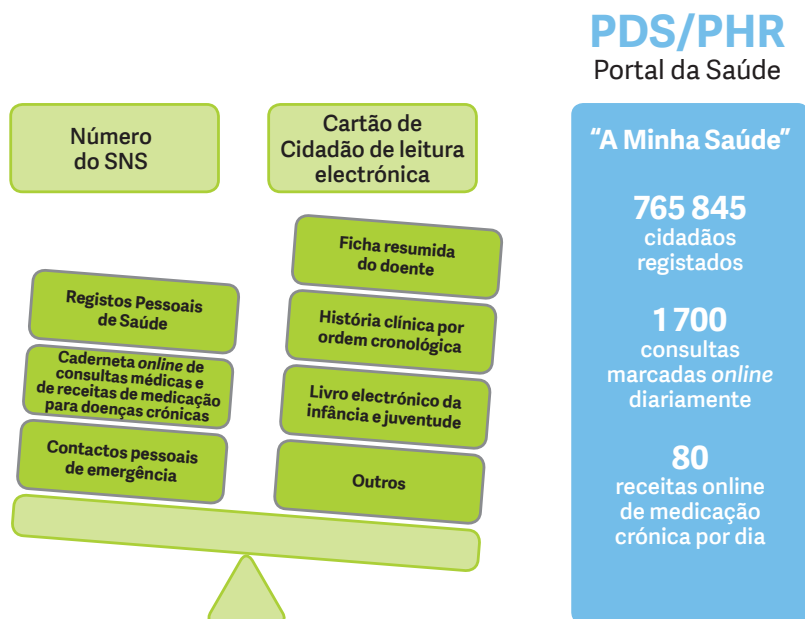 PDS/PHR
Portal da Saúde
Número
do SNS
Cartão de
Cidadão de leitura
electrónica
Registos Pessoais
de Saúde
Caderneta online de
consultas médicas e
de receitas de medicação
para doenças crónicas
Contactos pessoais
de emergência
Ficha resumida
do doente
História clínica por
ordem cronológica
Livro electrónico da
infância e juventude
Outros
"A Minha Saúde"
765 845
cidadãos
registados
1 700
consultas
marcadas online
diariamente
80
receitas online
de medicação
crónica por dia